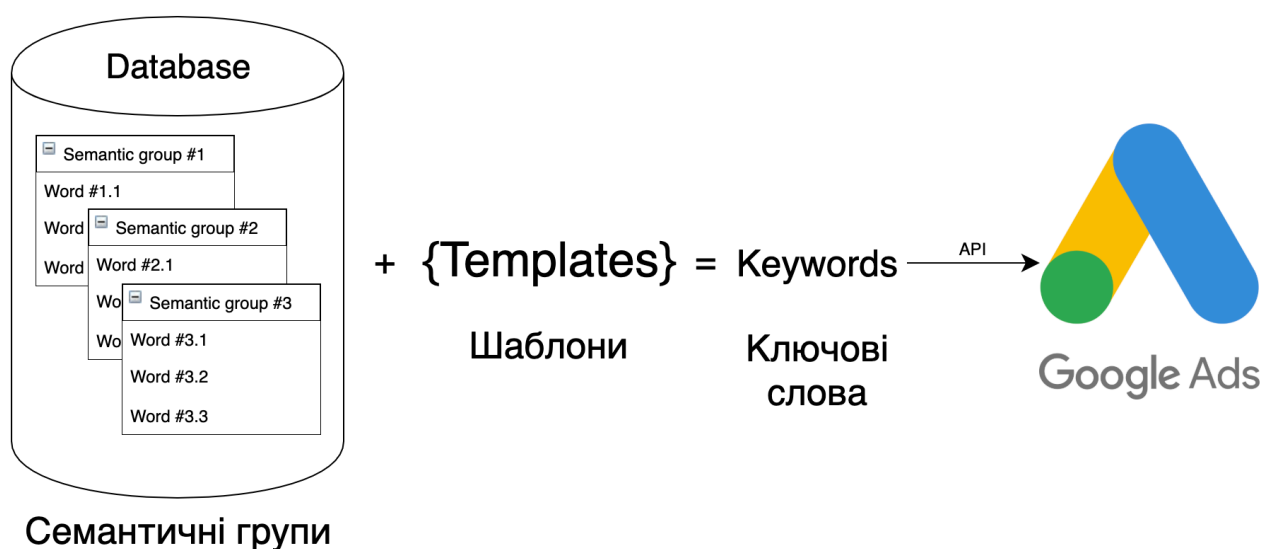 Database
Semantic group #1
Word #1.1
Word
Word
Semantic group #2
Word #2.1
Wo
Wo
Semantic group #3
Word #3.1
Word #3.2
Word #3.3
Семантичні групи
+ {Templates} = Keywords
Шаблони
Ключові
слова
API
Google Ads